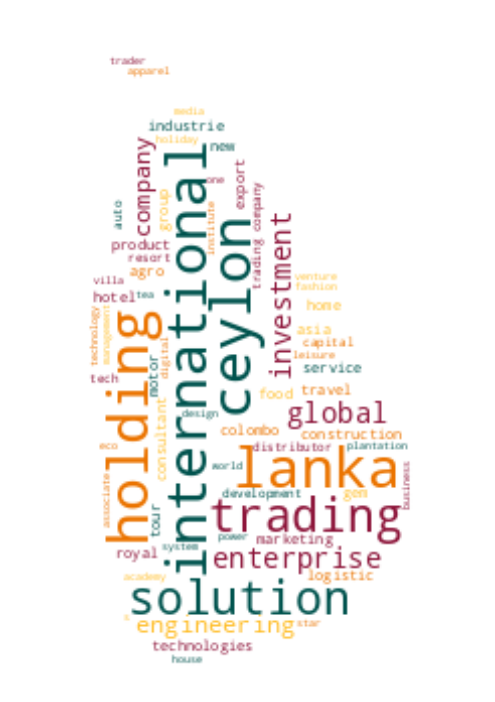 trader
apparel
media
industrie
holiday
new
company
international
one
export
trading company
auto
group
institute
ceylon
investment
product
resort
agro
villa
hotel
tea
venture
fashion
home
technology
management
holding
digital
motor
asia
capital
leisure
service
tech
consultant
design
food
travel
global
colombo
construction
eco
distributor
plantation
world
lanka
business
associate
tour
development
gem
trading
power
marketing
system
royal
enterprise
academy
logistic
solution
engineering
star
technologies
house